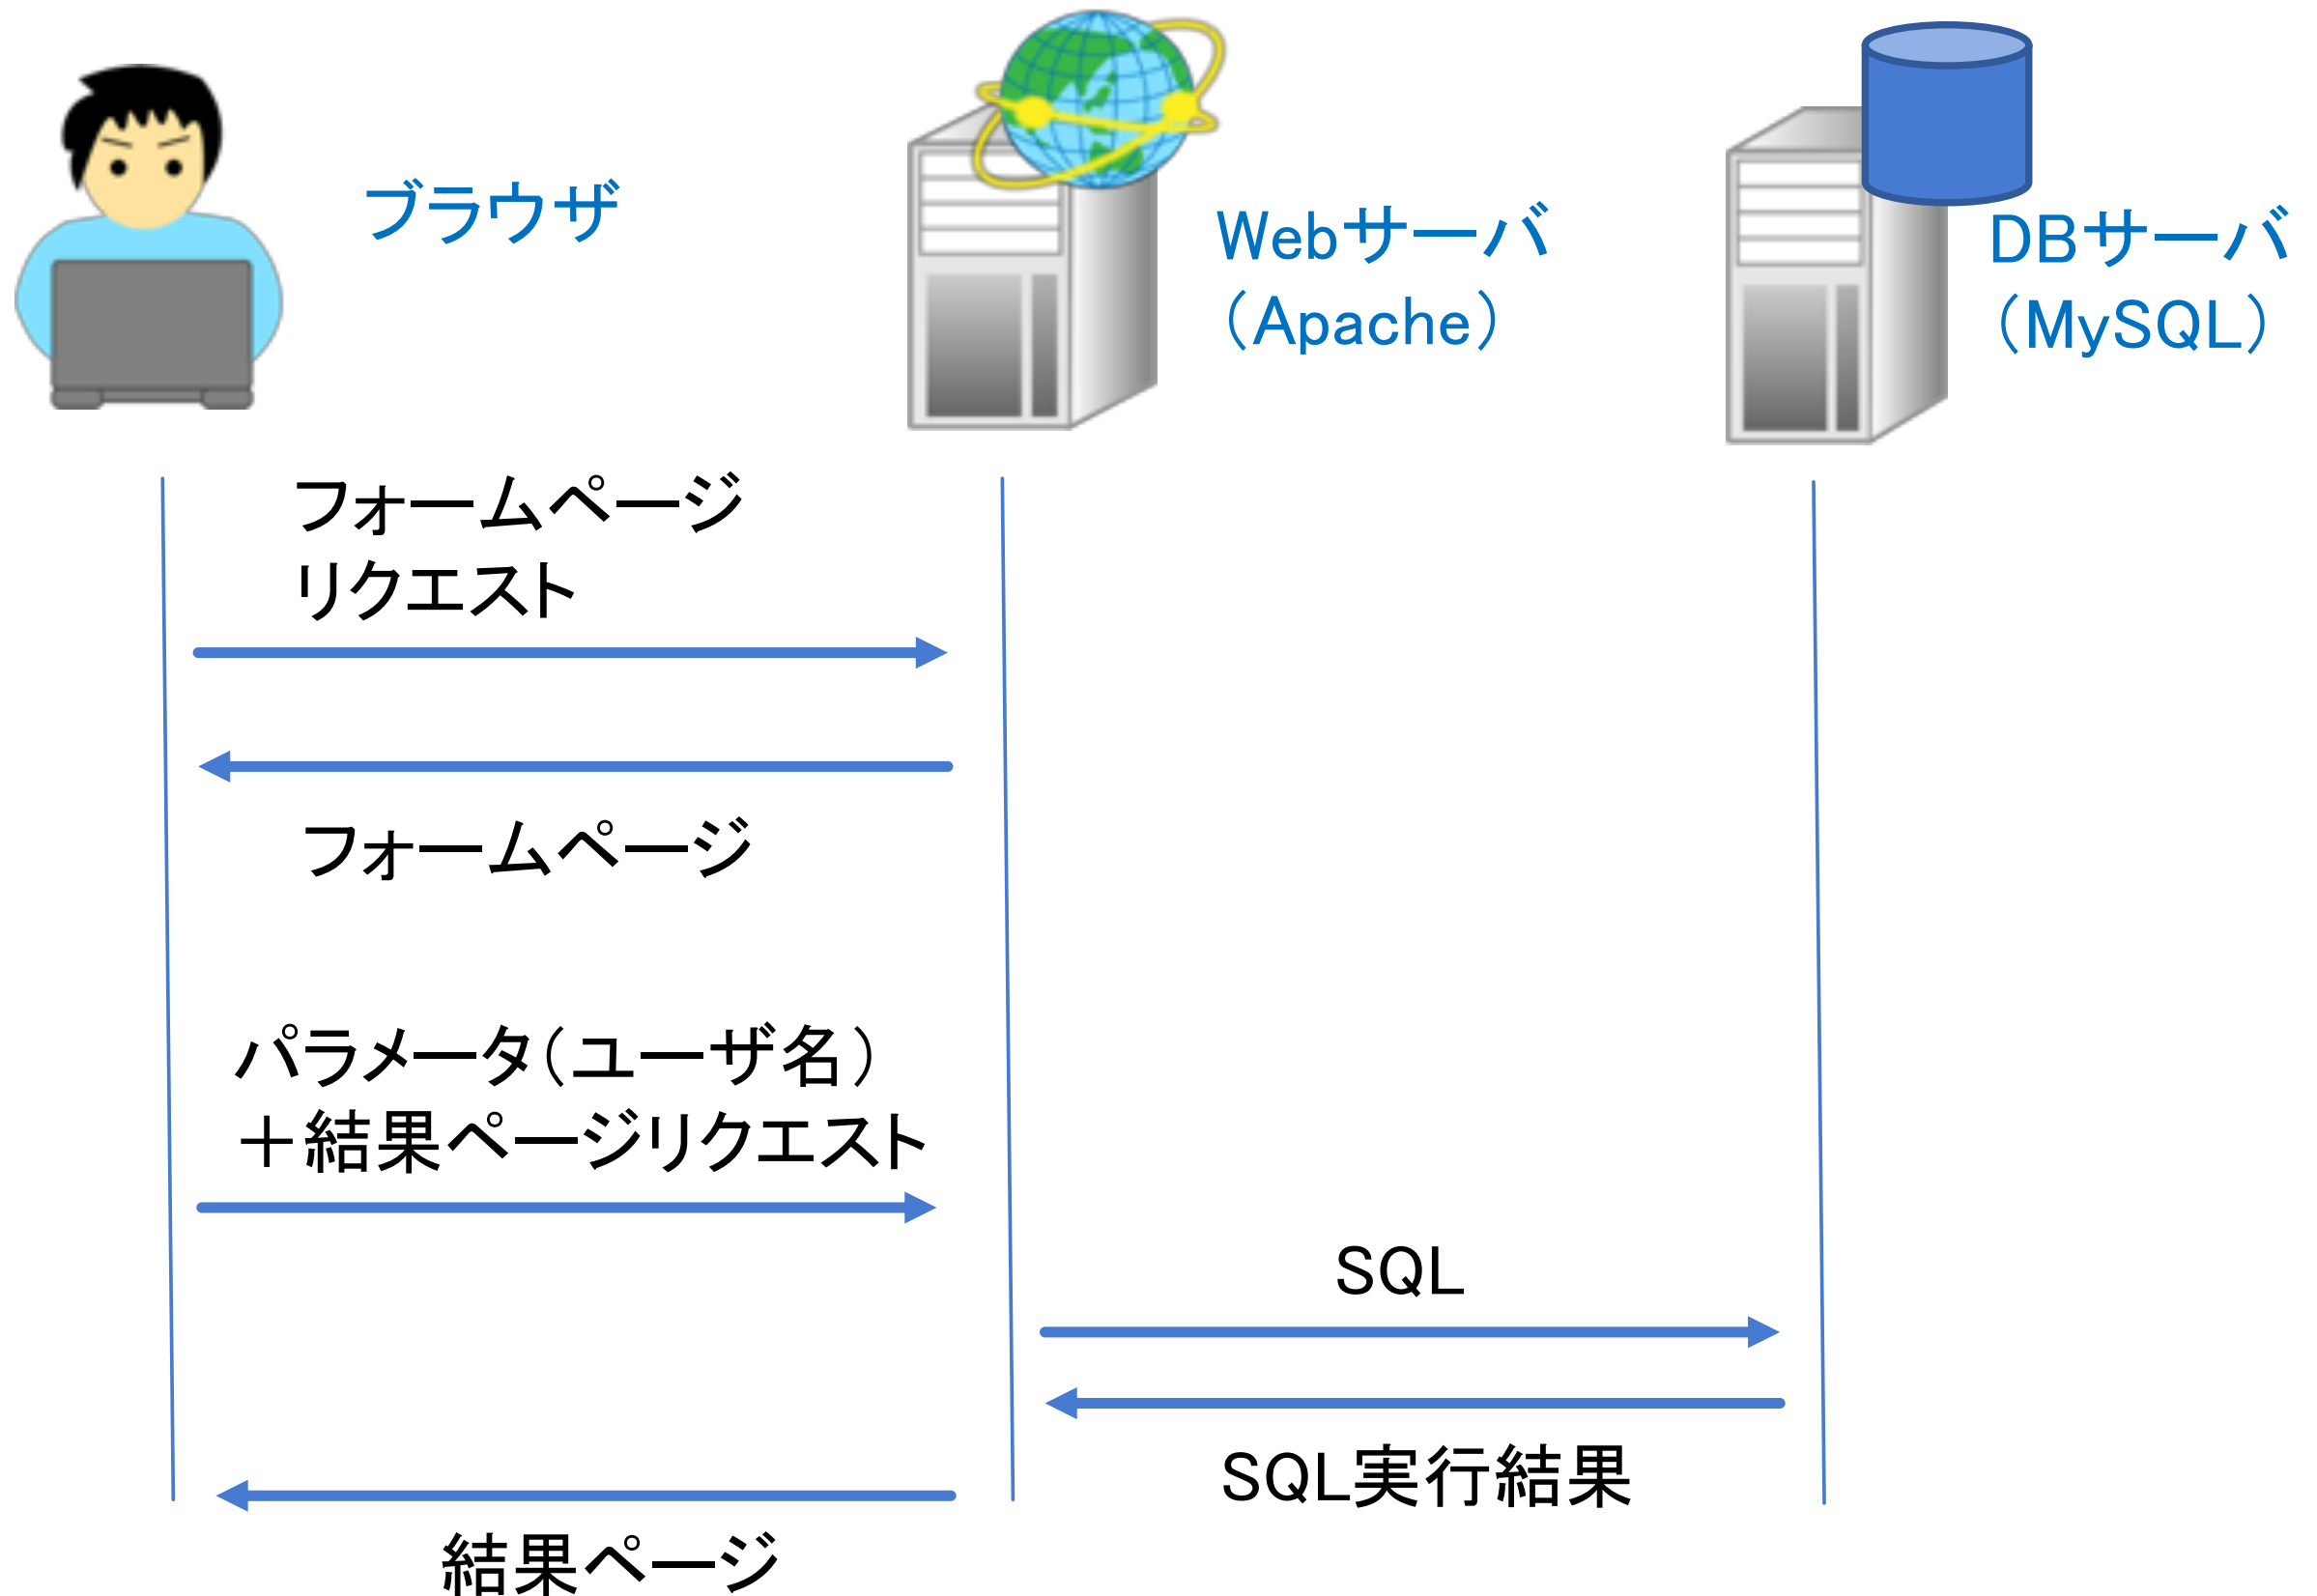 ブラウザ
Webサーバ
（Apache）
DBサーバ
（MySQL）
フォームページ
リクエスト
フォームページ
パラメータ（ユーザ名）
＋結果ページリクエスト
SQL
SQL実行結果
結果ページ